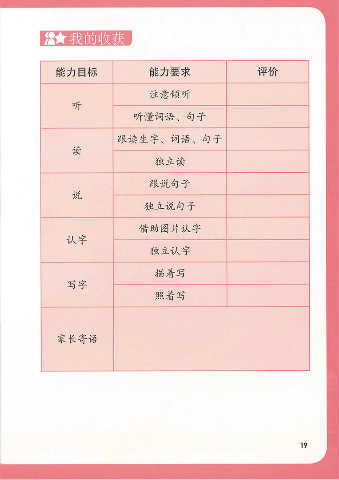 我的收获
能力目标 能力要求 评价
听 注意倾听
听懂词语、句子
读 跟读生字、词语、句子
独立读
说 跟说句子
独立说句子
认字 借助图片认字
独立认字
写字 描着写
照着写
家长寄语
19